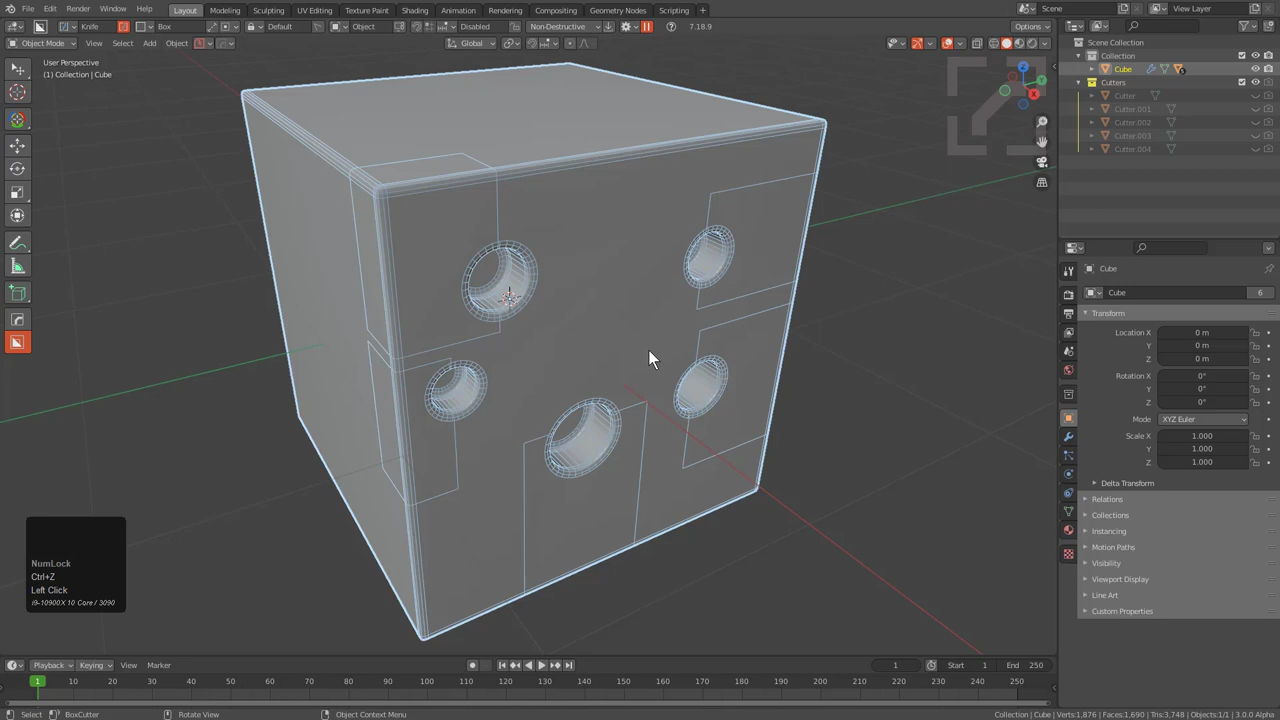 File Edit Render Window Help
Layout Modeling Sculpting UV Editing Texture Paint Shading Animation Rendering Compositing Geometry Nodes Scripting +
Scene View Layer
Knife Box Default Disabled Non-Destructive 7.18.9 Options
Object Mode View Select Add Object Global
User Perspective
(1) Collection | Cube
Z
Y
X
Scene Collection
Collection
Cube
Cutters
Cutter
Cutter.001
Cutter.002
Cutter.003
Cutter.004
Cube
Cube 6
Transform
Location X 0 m
Y 0 m
Z 0 m
Rotation X 0°
Y 0°
Z 0°
Mode XYZ Euler
Scale X 1.000
Y 1.000
Z 1.000
Delta Transform
Relations
Collections
Instancing
Motion Paths
Visibility
Viewport Display
Line Art
Custom Properties
NumLock
Ctrl+Z
Left Click
i9-10900X 10 Core / 3090
Playback Keying View Marker 1 Start 1 End 250
1 10 20 30 40 50 60 70 80 90 100 110 120 130 140 150 160 170 180 190 200 210 220 230 240 250
Select BoxCutter Rotate View Object Context Menu Collection | Cube Verts:1,876 Faces:1,690 Tris:3,748 Objects:1/1 3.0.0 Alpha